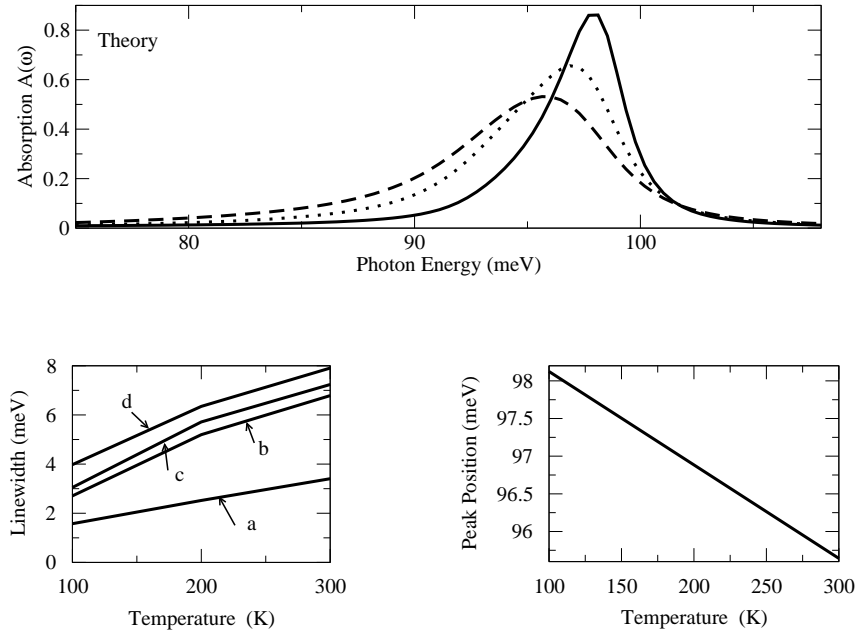 0.8
0.6
0.4
0.2
0
Absorption A(ω)
Theory
80
90
100
Photon Energy (meV)
8
6
4
2
0
Linewidth (meV)
d
c
b
a
100
200
300
Temperature (K)
98
97.5
97
96.5
96
95.5
Peak Position (meV)
100
150
200
250
300
Temperature (K)